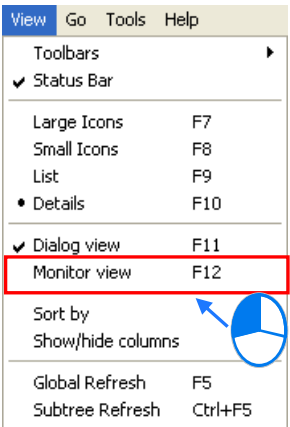 View Go Tools Help
Toolbars
Status Bar
Large Icons F7
Small Icons F8
List F9
Details F10
Dialog view F11
Monitor view F12
Sort by
Show/hide columns
Global Refresh F5
Subtree Refresh Ctrl+F5